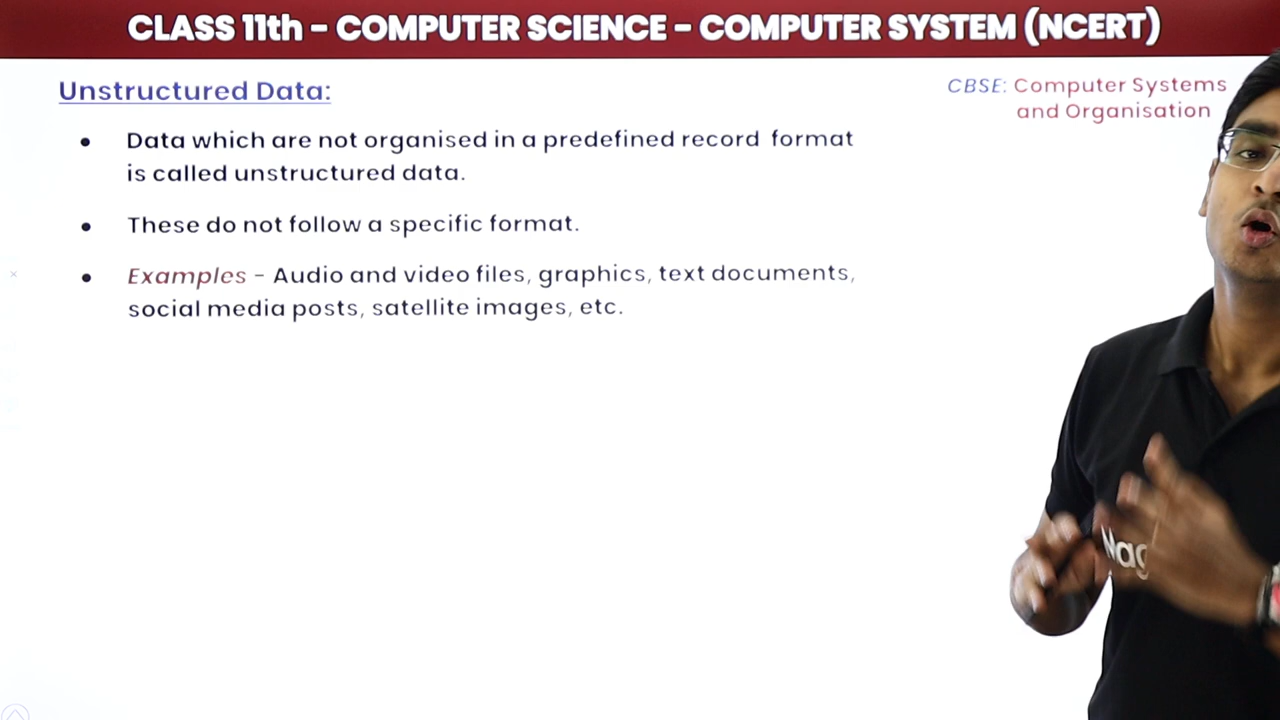 CLASS 11th - COMPUTER SCIENCE - COMPUTER SYSTEM (NCERT)
Unstructured Data:
CBSE: Computer Systems
and Organisation
• Data which are not organised in a predefined record format
is called unstructured data.
• These do not follow a specific format.
• Examples - Audio and video files, graphics, text documents,
social media posts, satellite images, etc.